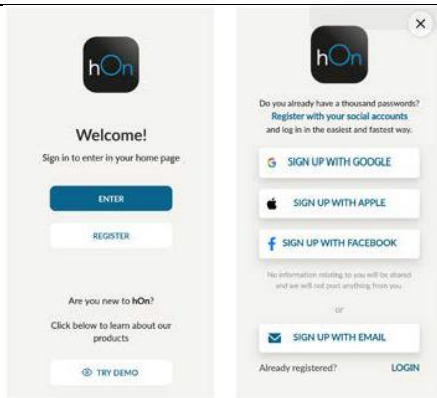 hOn
Welcome!
Sign in to enter in your home page
ENTER
REGISTER
Are you new to hOn?
Click below to learn about our
products
TRY DEMO
hOn
Do you already have a thousand passwords?
Register with your social accounts
and log in in the easiest and fastest way.
SIGN UP WITH GOOGLE
SIGN UP WITH APPLE
SIGN UP WITH FACEBOOK
No information relating to you will be shared
and we will not post anything from you
or
SIGN UP WITH EMAIL
Already registered? LOGIN